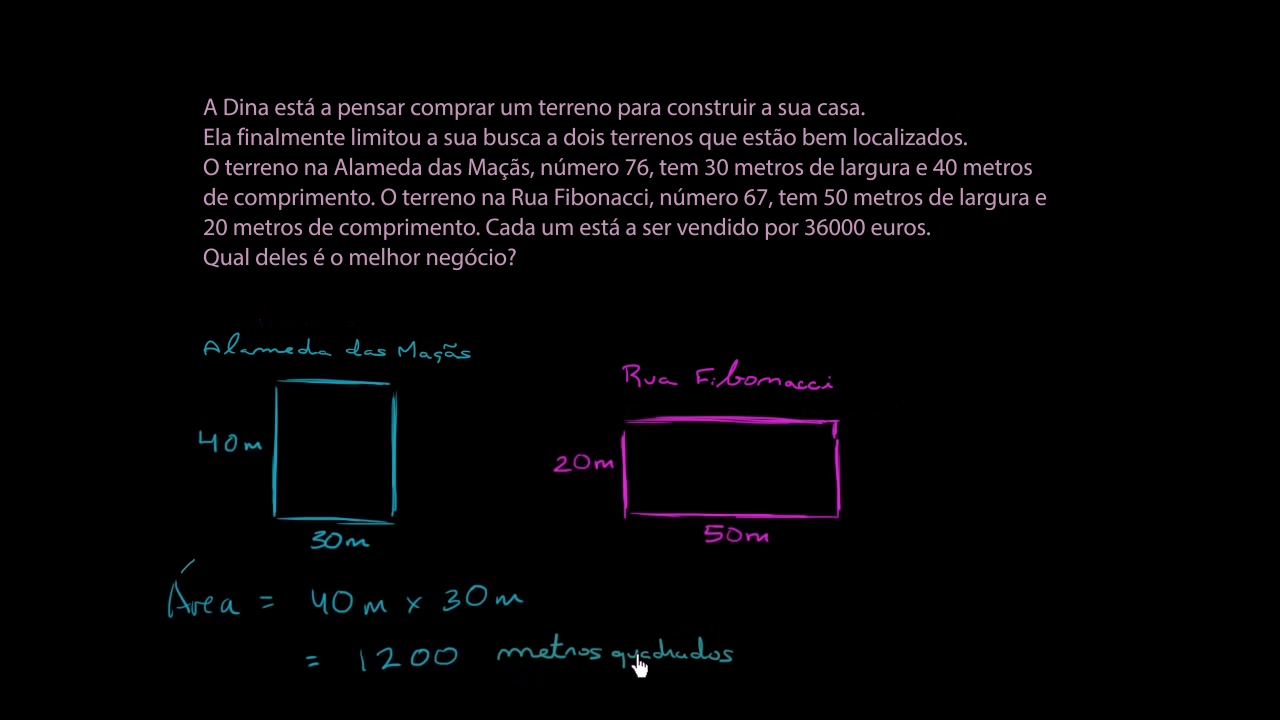 A Dina está a pensar comprar um terreno para construir a sua casa.
Ela finalmente limitou a sua busca a dois terrenos que estão bem localizados.
O terreno na Alameda das Maçãs, número 76, tem 30 metros de largura e 40 metros
de comprimento. O terreno na Rua Fibonacci, número 67, tem 50 metros de largura e
20 metros de comprimento. Cada um está a ser vendido por 36000 euros.
Qual deles é o melhor negócio?
Alameda das Maçãs
Rua Fibonacci
40m
20m
30m
50m
Área = 40m x 30m
= 1200 metros quadrados